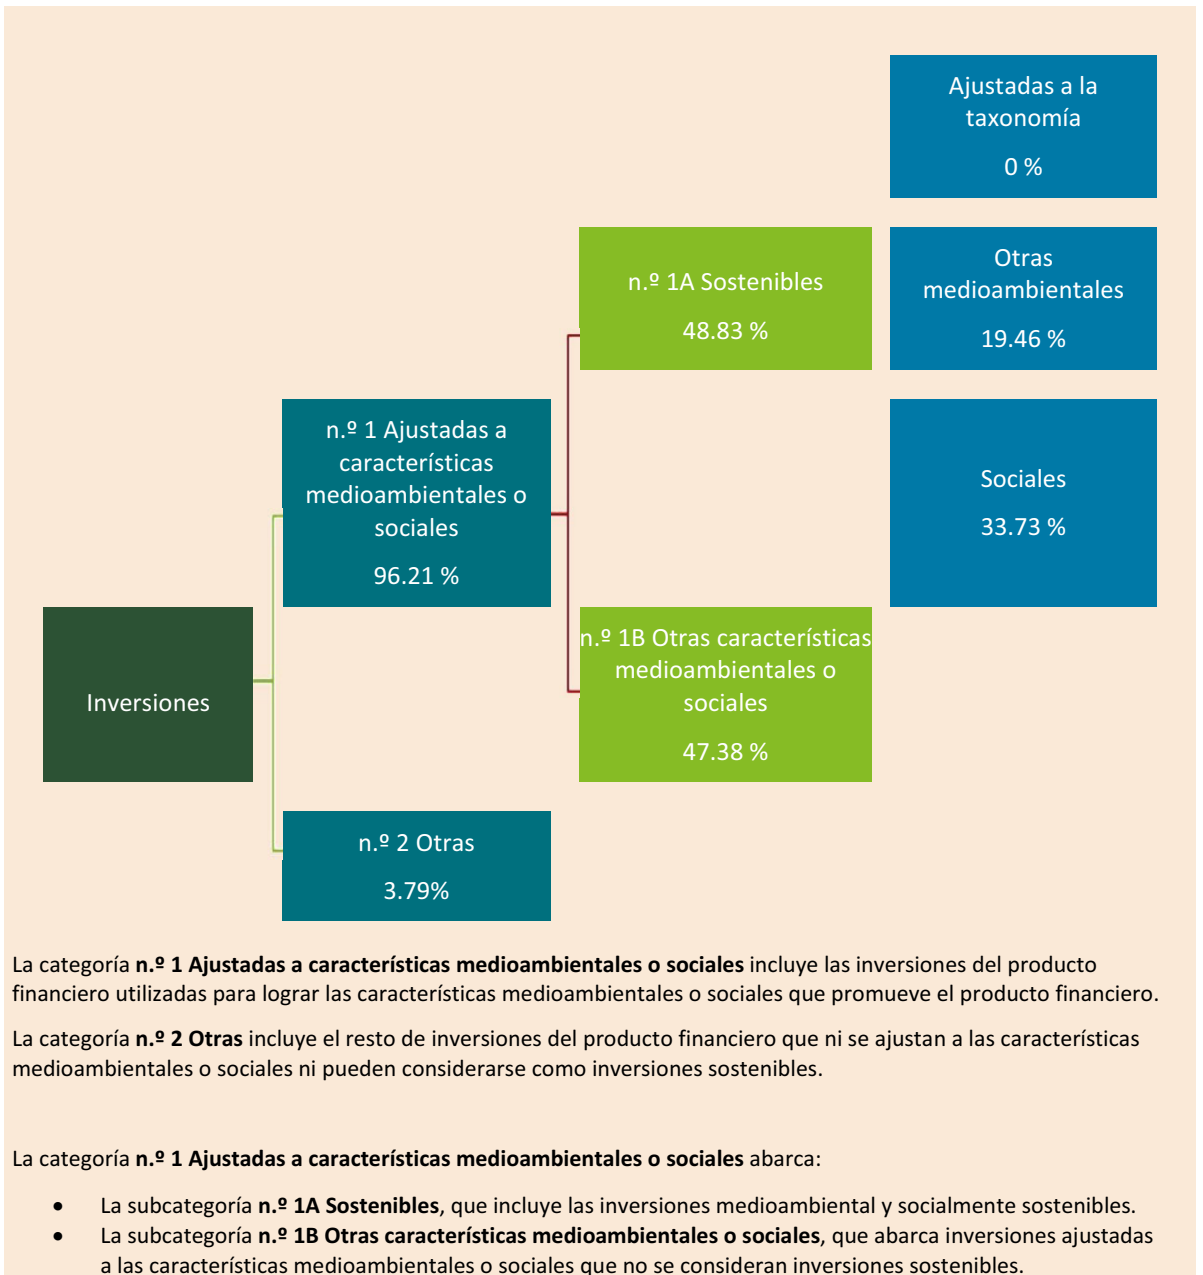 Ajustadas a la
taxonomía
0 %
n.º 1A Sostenibles
48.83 %
Otras
medioambientales
19.46 %
n.º 1 Ajustadas a
características
medioambientales o
sociales
96.21 %
Sociales
33.73 %
Inversiones
n.º 1B Otras características
medioambientales o
sociales
47.38 %
n.º 2 Otras
3.79%
La categoría n.º 1 Ajustadas a características medioambientales o sociales incluye las inversiones del producto
financiero utilizadas para lograr las características medioambientales o sociales que promueve el producto financiero.
La categoría n.º 2 Otras incluye el resto de inversiones del producto financiero que ni se ajustan a las características
medioambientales o sociales ni pueden considerarse como inversiones sostenibles.
La categoría n.º 1 Ajustadas a características medioambientales o sociales abarca:
• La subcategoría n.º 1A Sostenibles, que incluye las inversiones medioambiental y socialmente sostenibles.
• La subcategoría n.º 1B Otras características medioambientales o sociales, que abarca inversiones ajustadas
a las características medioambientales o sociales que no se consideran inversiones sostenibles.